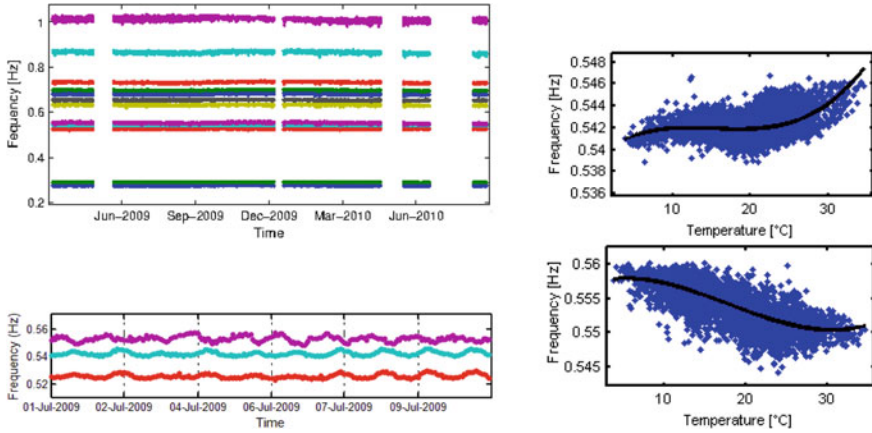 1
0.8
0.6
0.4
0.2
Fequency [Hz]
Jun–2009 Sep–2009 Dec–2009 Mar–2010 Jun–2010
Time
0.56
0.54
0.52
Frequency (Hz)
01-Jul-2009 02-Jul-2009 04-Jul-2009 06-Jul-2009 07-Jul-2009 09-Jul-2009
Time
0.548
0.546
0.544
0.542
0.54
0.538
0.536
Frequency [Hz]
10 20 30
Temperature [°C]
0.56
0.555
0.55
0.545
Frequency [Hz]
10 20 30
Temperature [°C]